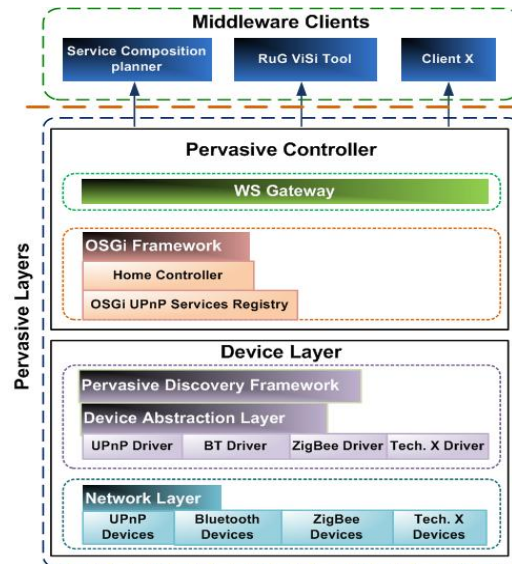 Middleware Clients
Service Composition
planner
RuG ViSi Tool
Client X
Pervasive Layers
Pervasive Controller
WS Gateway
OSGi Framework
Home Controller
OSGi UPnP Services Registry
Device Layer
Pervasive Discovery Framework
Device Abstraction Layer
UPnP Driver
BT Driver
ZigBee Driver
Tech. X Driver
Network Layer
UPnP
Devices
Bluetooth
Devices
ZigBee
Devices
Tech. X
Devices